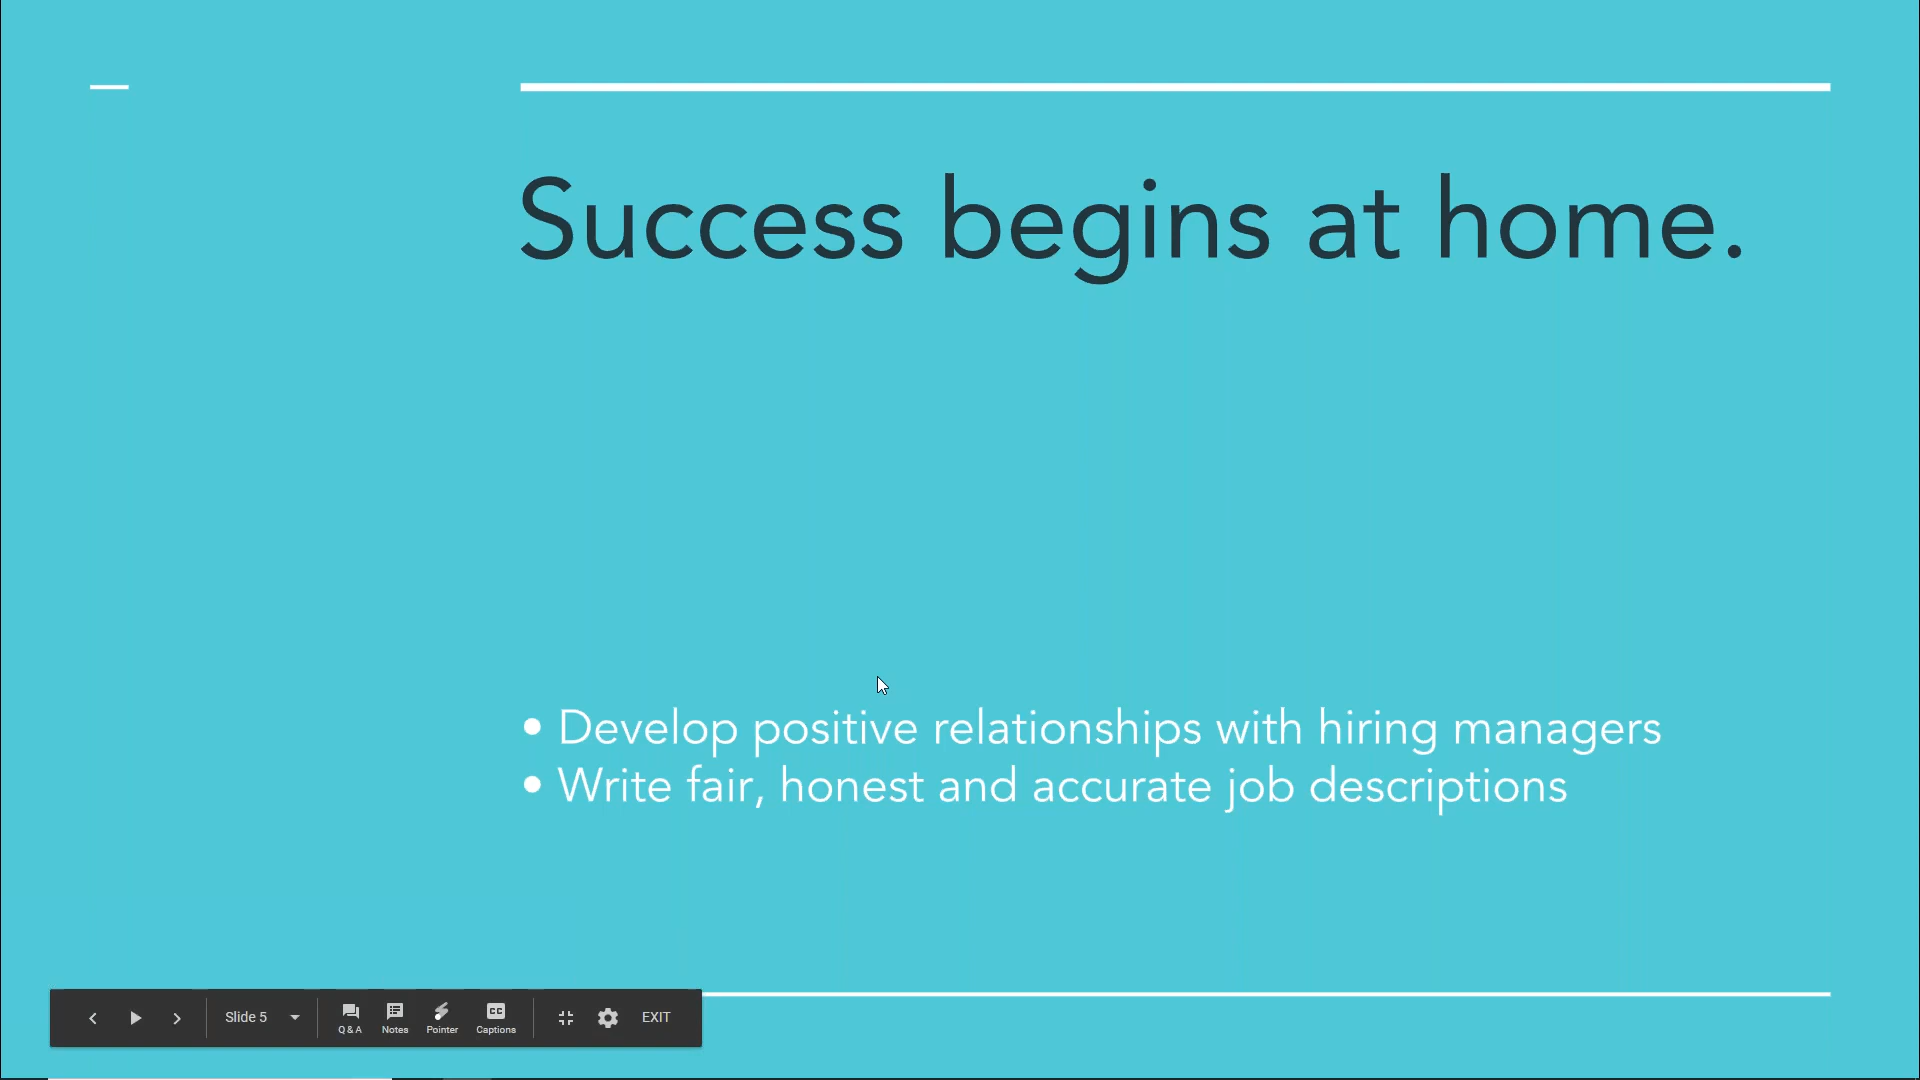 Success begins at home.
• Develop positive relationships with hiring managers
• Write fair, honest and accurate job descriptions
Slide 5
Q & A
Notes
Pointer
CC
Captions
EXIT